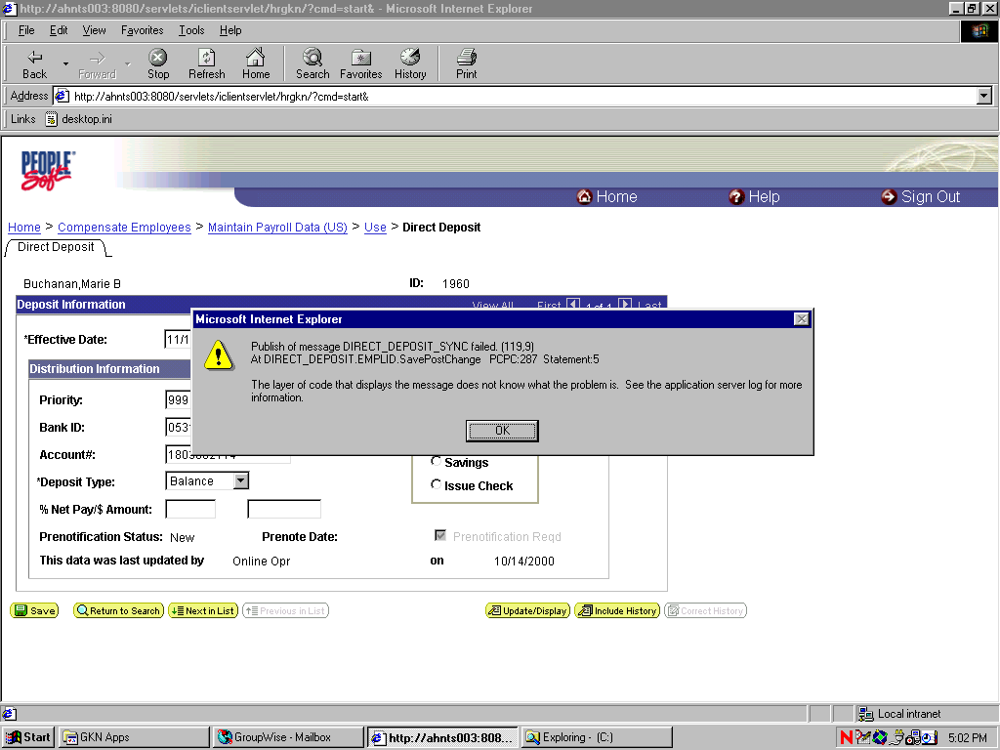 http://ahnts003:8080/servlets/iclientservlet/hrgkn/?cmd=start& - Microsoft Internet Explorer
File Edit View Favorites Tools Help
Back Forward Stop Refresh Home Search Favorites History Print
Address http://ahnts003:8080/servlets/iclientservlet/hrgkn/?cmd=start&
Links desktop.ini
PEOPLE
Soft
Home Help Sign Out
Home > Compensate Employees > Maintain Payroll Data (US) > Use > Direct Deposit
Direct Deposit
Buchanan,Marie B ID: 1960
Deposit Information View All First 1 of 1 Last
Microsoft Internet Explorer
Publish of message DIRECT_DEPOSIT_SYNC failed. (119,9)
At DIRECT_DEPOSIT.EMPLID.SavePostChange PCPC:287 Statement:5
The layer of code that displays the message does not know what the problem is. See the application server log for more
information.
OK
*Effective Date: 11/1
Distribution Information
Priority: 999
Bank ID: 053
Account#:
Savings
*Deposit Type: Balance
Issue Check
% Net Pay/$ Amount:
Prenotification Status: New Prenote Date: Prenotification Reqd
This data was last updated by Online Opr on 10/14/2000
Save Return to Search Next in List Previous in List Update/Display Include History Correct History
Local intranet
Start GKN Apps GroupWise - Mailbox http://ahnts003:808... Exploring - (C:) 5:02 PM